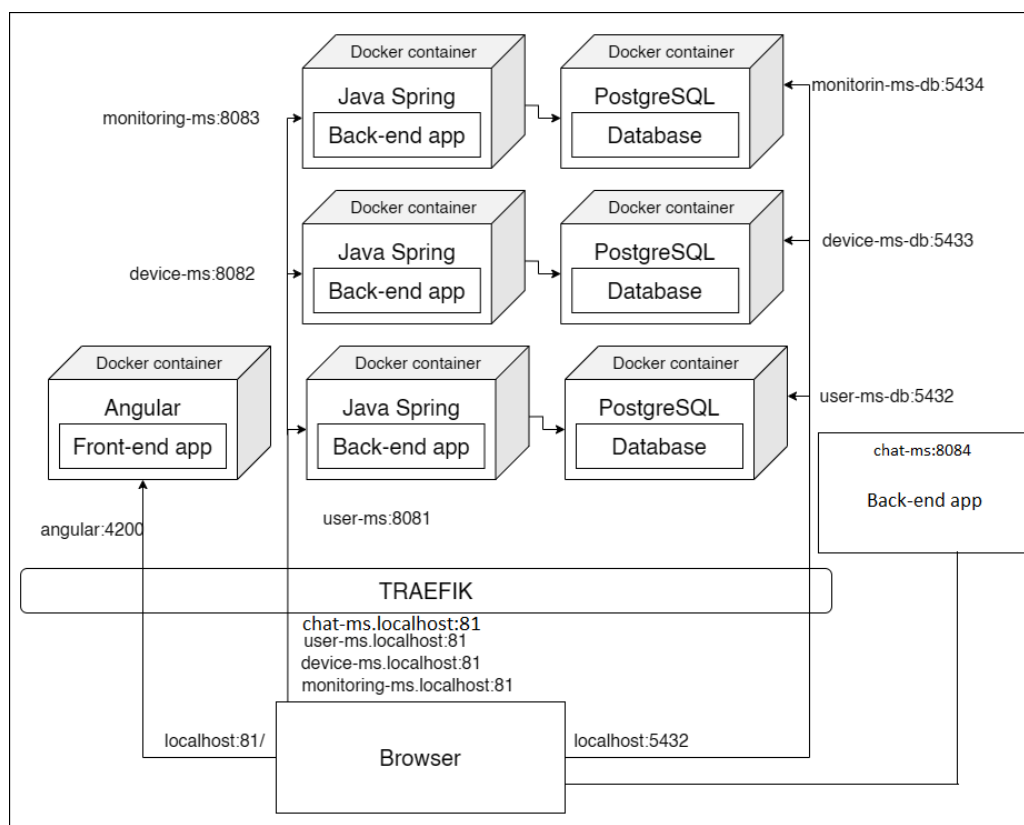 Docker container
Docker container
Java Spring
PostgreSQL
monitorin-ms-db:5434
monitoring-ms:8083
Back-end app
Database
Docker container
Docker container
Java Spring
PostgreSQL
device-ms-db:5433
device-ms:8082
Back-end app
Database
Docker container
Docker container
Docker container
Angular
Java Spring
PostgreSQL
user-ms-db:5432
Front-end app
Back-end app
Database
chat-ms:8084
Back-end app
angular:4200
user-ms:8081
TRAEFIK
chat-ms.localhost:81
user-ms.localhost:81
device-ms.localhost:81
monitoring-ms.localhost:81
localhost:81/
localhost:5432
Browser